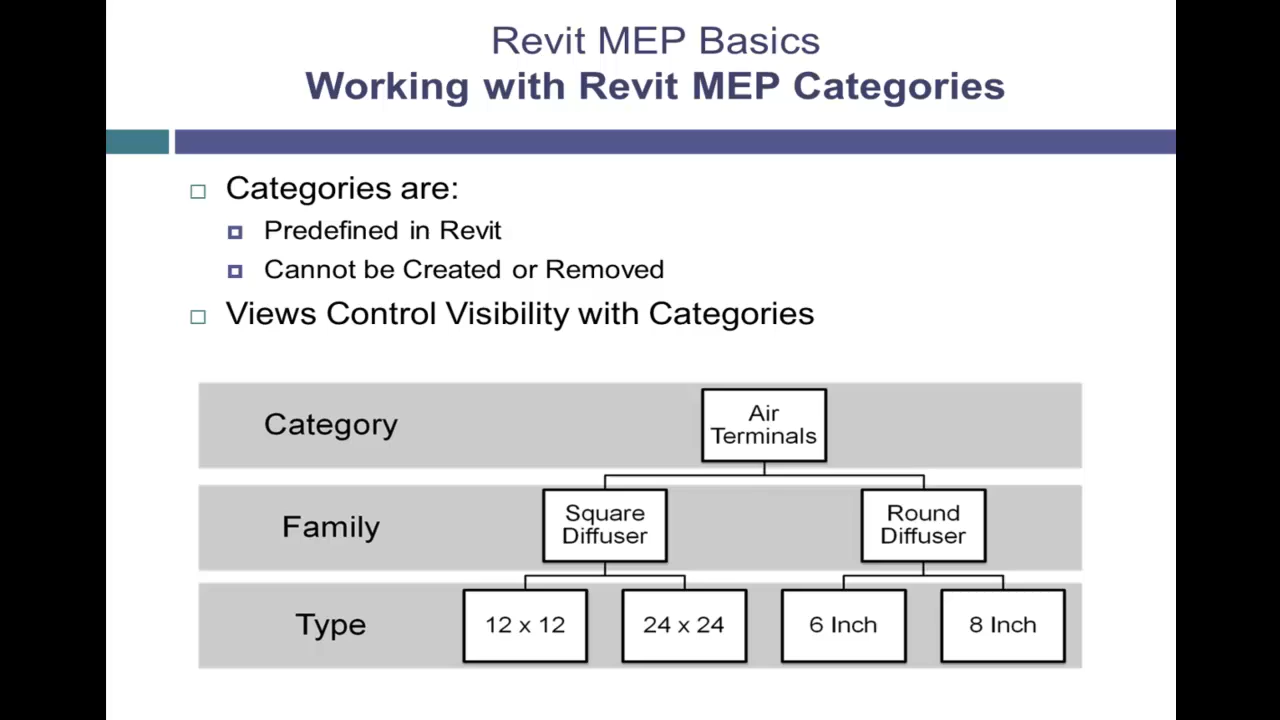 Revit MEP Basics
Working with Revit MEP Categories
Categories are:
Predefined in Revit
Cannot be Created or Removed
Views Control Visibility with Categories
Category
Air
Terminals
Family
Square
Diffuser
Round
Diffuser
Type
12 x 12
24 x 24
6 Inch
8 Inch